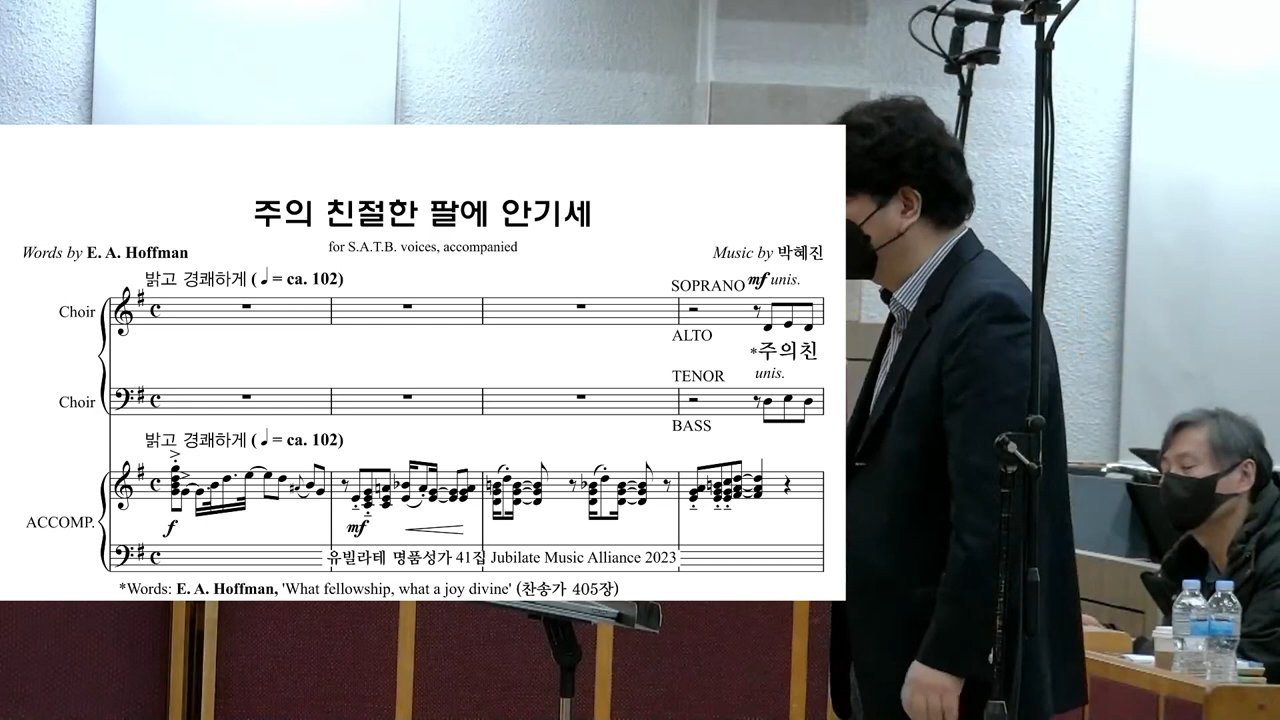 주의 친절한 팔에 안기세
for S.A.T.B. voices, accompanied
Words by E. A. Hoffman
Music by 박혜진
밝고 경쾌하게 ( ♩ = ca. 102)
SOPRANO mf unis.
Choir
ALTO
*주의친
TENOR unis.
Choir
BASS
밝고 경쾌하게 ( ♩ = ca. 102)
ACCOMP.
f mf
유빌라테 명품성가 41집 Jubilate Music Alliance 2023
*Words: E. A. Hoffman, 'What fellowship, what a joy divine' (찬송가 405장)